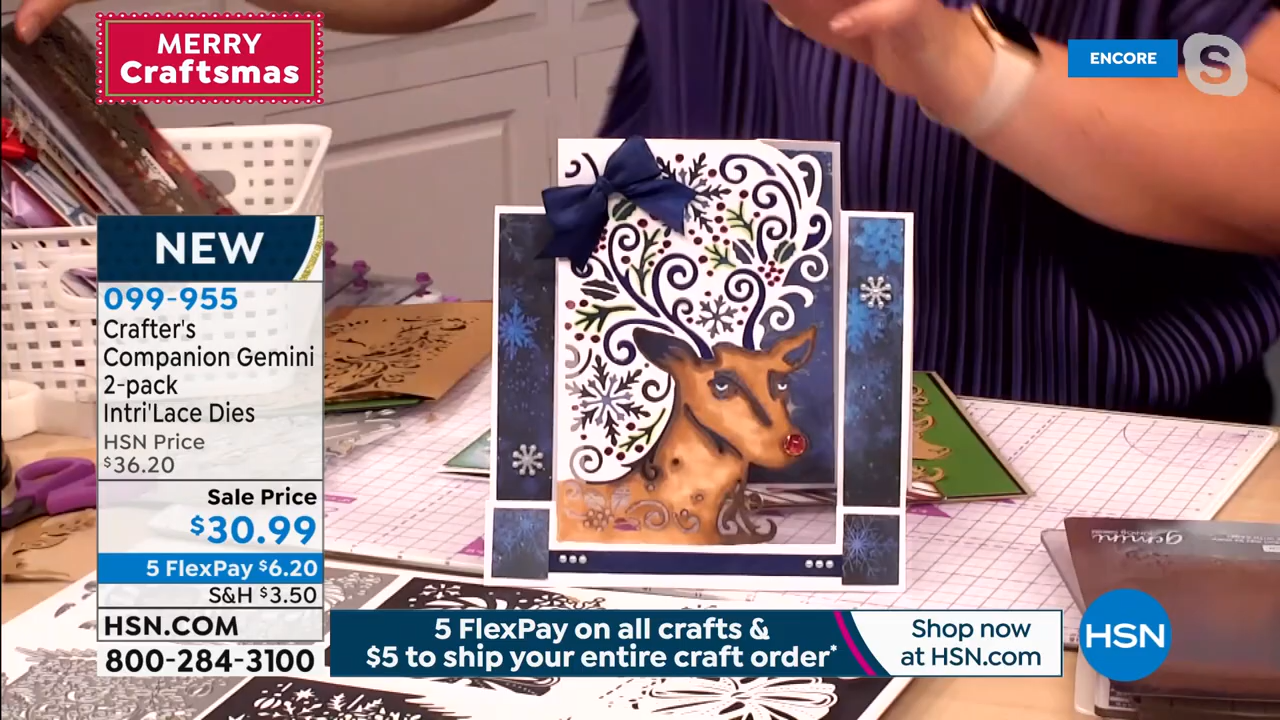 MERRY
Craftsmas
ENCORE
S
NEW
099-955
Crafter's
Companion Gemini
2-pack
Intri'Lace Dies
HSN Price
$36.20
Sale Price
$30.99
5 FlexPay $6.20
S&H $3.50
HSN.COM
800-284-3100
5 FlexPay on all crafts &
$5 to ship your entire craft order*
Shop now
at HSN.com
HSN
gemini